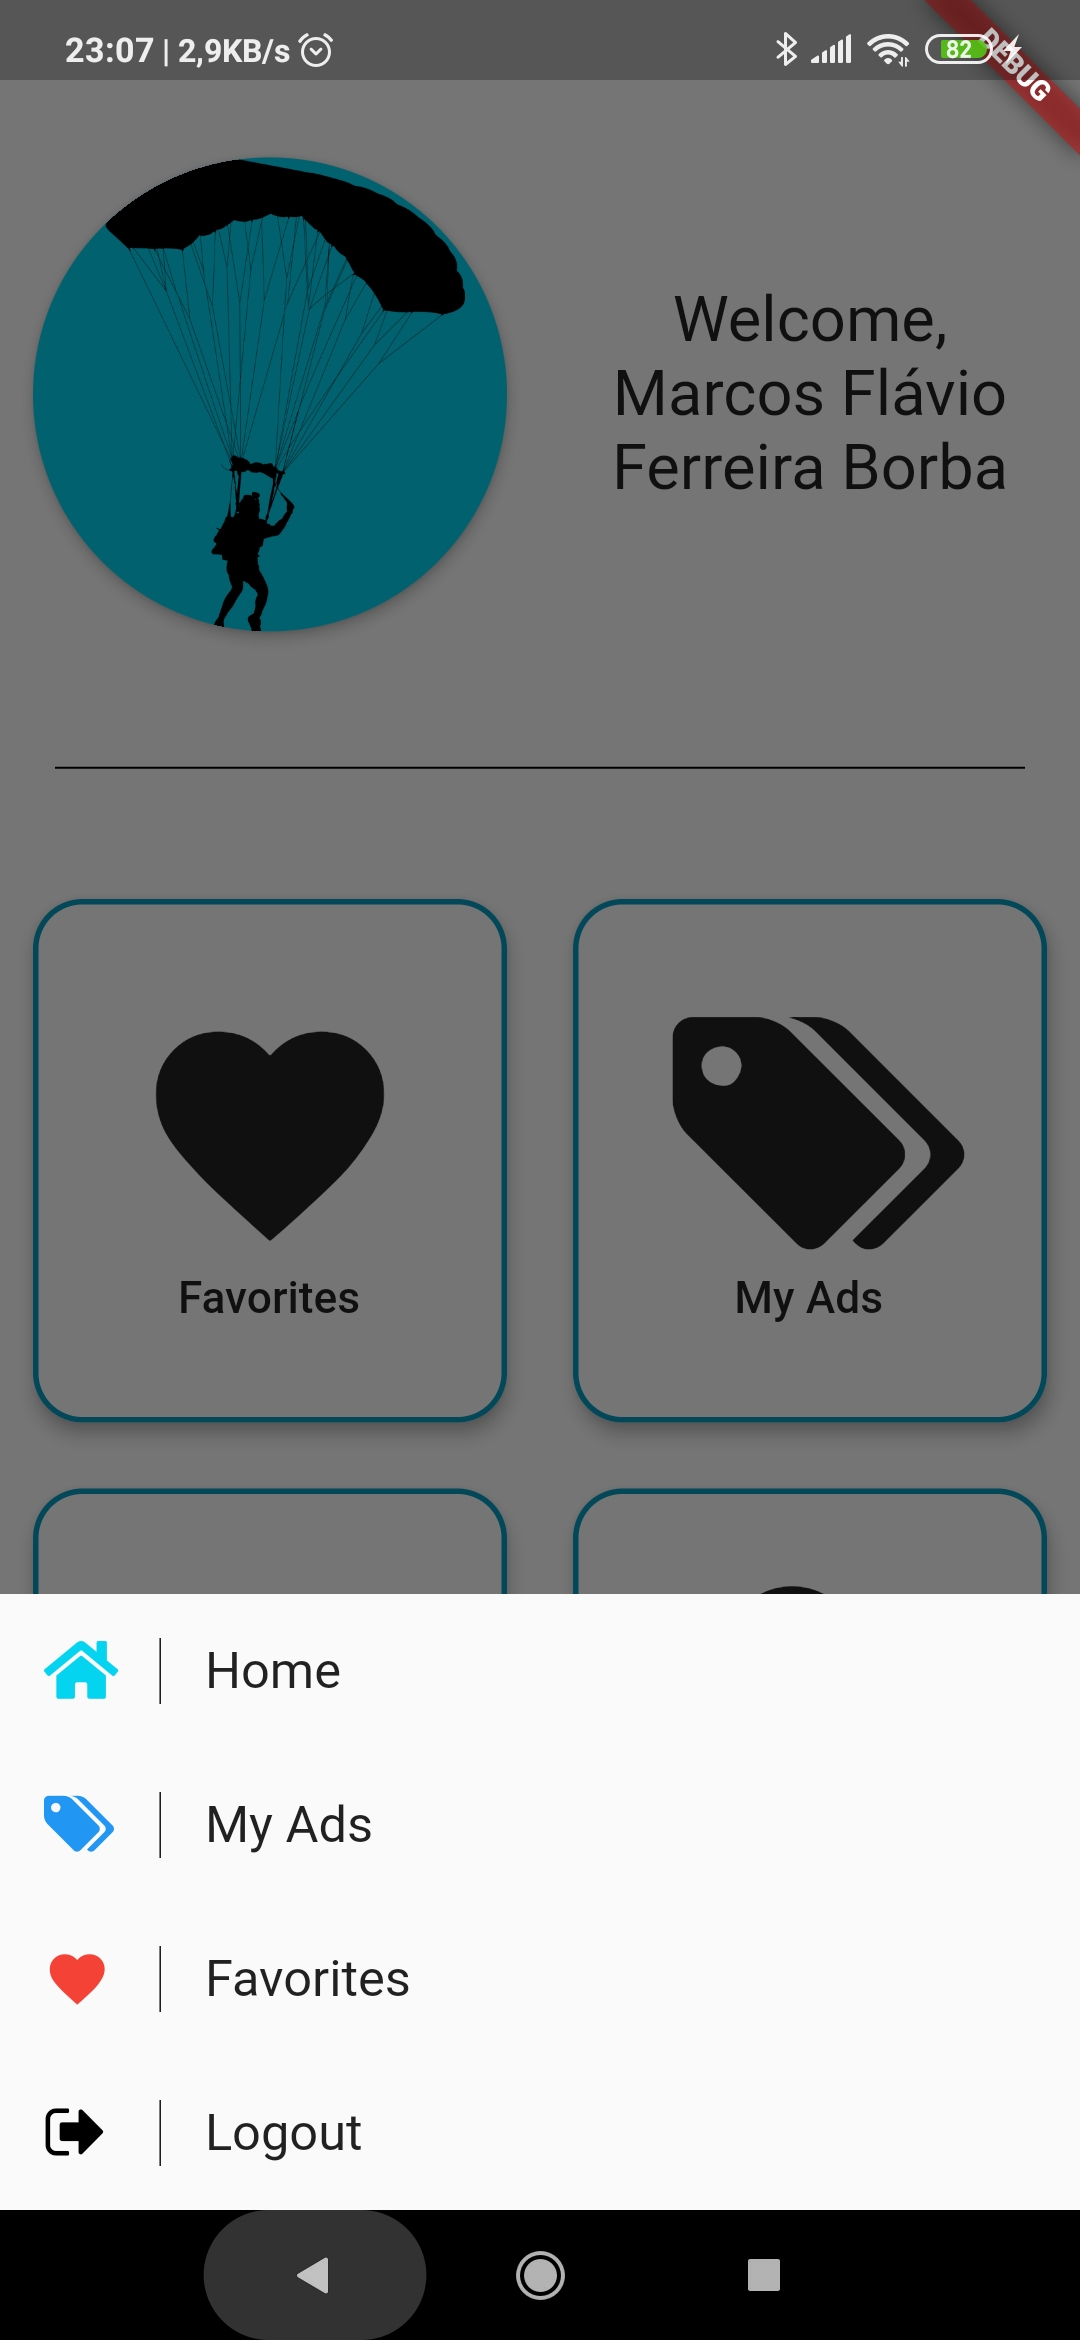 23:07 | 2,9KB/s
82
DEBUG
Welcome,
Marcos Flávio
Ferreira Borba
Favorites
My Ads
Home
My Ads
Favorites
Logout